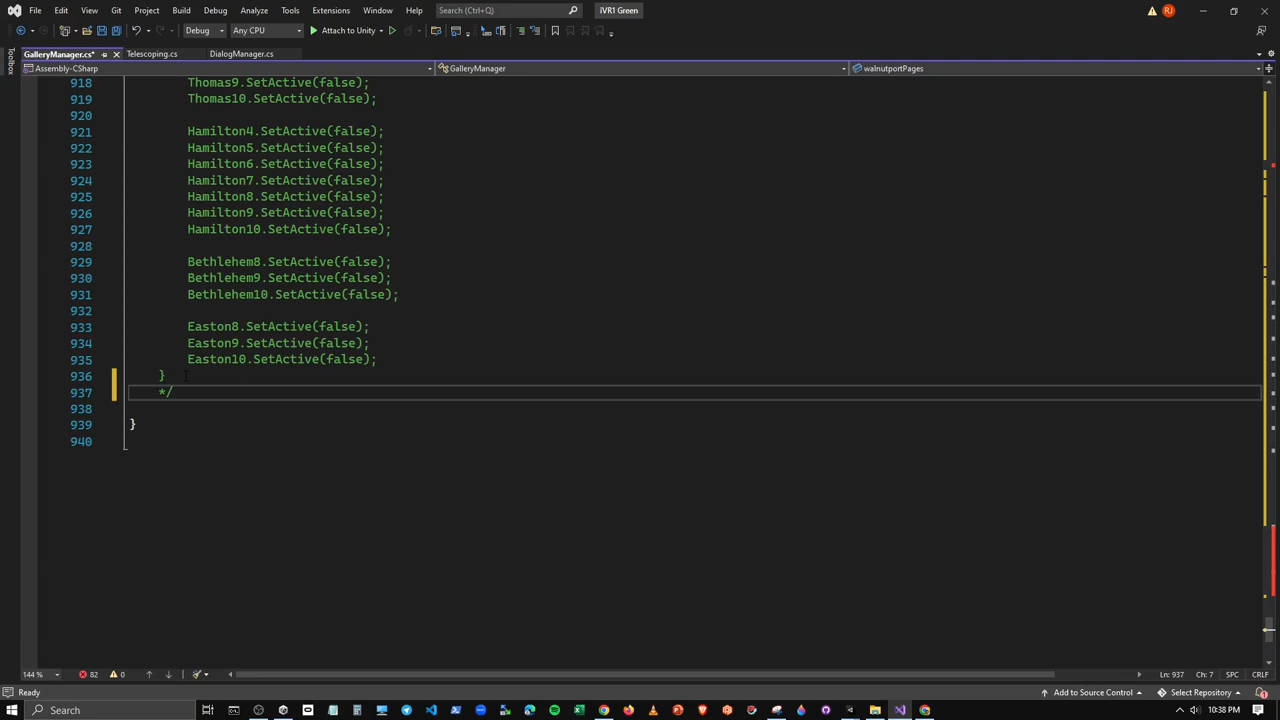 File Edit View Git Project Build Debug Test Analyze Tools Extensions Window Help Search (Ctrl+Q) iVR1 Green RJ
Debug Any CPU Attach to Unity
Toolbox
GalleryManager.cs* Telescoping.cs DialogManager.cs
Assembly-CSharp GalleryManager walnutportPages
918 Thomas9.SetActive(false);
919 Thomas10.SetActive(false);
920
921 Hamilton4.SetActive(false);
922 Hamilton5.SetActive(false);
923 Hamilton6.SetActive(false);
924 Hamilton7.SetActive(false);
925 Hamilton8.SetActive(false);
926 Hamilton9.SetActive(false);
927 Hamilton10.SetActive(false);
928
929 Bethlehem8.SetActive(false);
930 Bethlehem9.SetActive(false);
931 Bethlehem10.SetActive(false);
932
933 Easton8.SetActive(false);
934 Easton9.SetActive(false);
935 Easton10.SetActive(false);
936 }
937 */
938
939 }
940
144 % 82 0 Ln: 937 Ch: 7 SPC CRLF
Ready Add to Source Control Select Repository 1
Search 10:38 PM